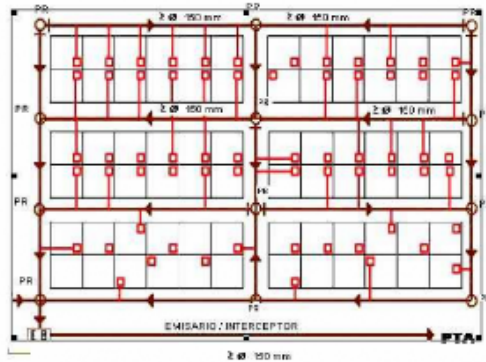 PR PR PR
≥ Ø 150 mm ≥ Ø 150 mm
PR PR P
≥ Ø 150 mm ≥ Ø 150 mm
PR PR
PR PR
EB EMISARIO / INTERCEPTOR PTA
≥ Ø 150 mm